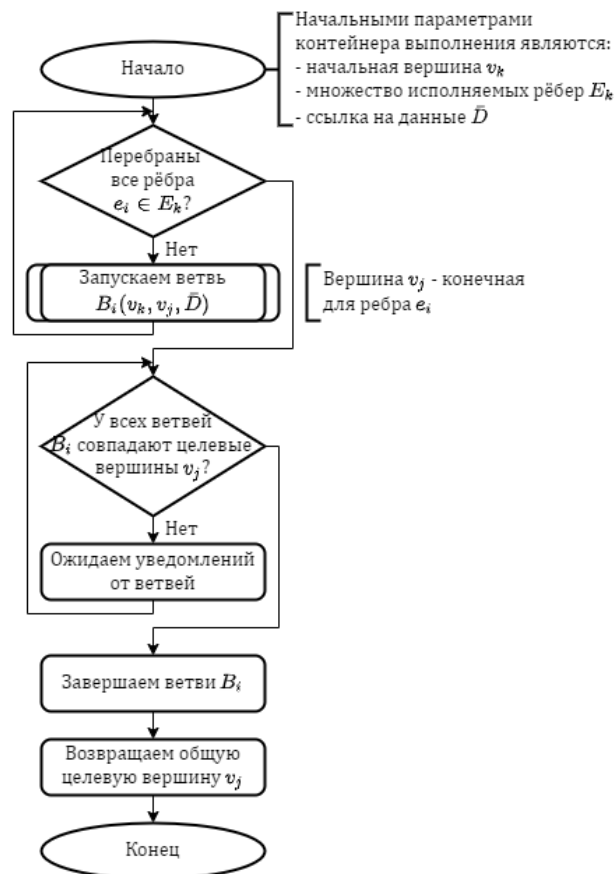 Начальными параметрами
контейнера выполнения являются:
- начальная вершина v_k
- множество исполняемых рёбер E_k
- ссылка на данные D̄
Начало
Перебраны
все рёбра
e_i ∈ E_k?
Нет
Запускаем ветвь
B_i(v_k, v_j, D̄)
Вершина v_j - конечная
для ребра e_i
У всех ветвей
B_i совпадают целевые
вершины v_j?
Нет
Ожидаем уведомлений
от ветвей
Завершаем ветви B_i
Возвращаем общую
целевую вершину v_j
Конец